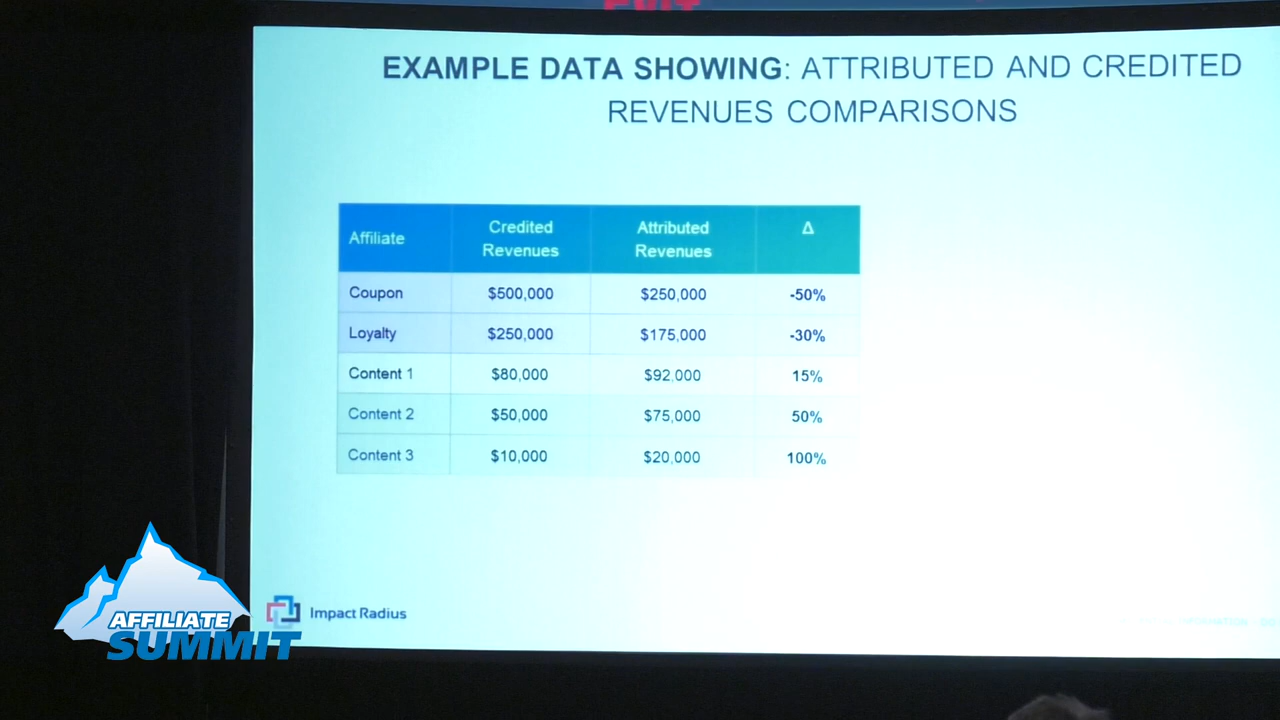 EXIT
EXAMPLE DATA SHOWING: ATTRIBUTED AND CREDITED
REVENUES COMPARISONS
Affiliate Credited Revenues Attributed Revenues Δ
Coupon $500,000 $250,000 -50%
Loyalty $250,000 $175,000 -30%
Content 1 $80,000 $92,000 15%
Content 2 $50,000 $75,000 50%
Content 3 $10,000 $20,000 100%
Impact Radius
AFFILIATE
SUMMIT